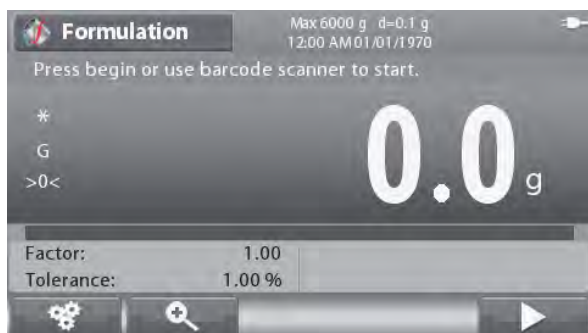 Formulation
Max 6000 g d=0.1 g
12:00 AM 01/01/1970
Press begin or use barcode scanner to start.
*
G
>0<
0.0 g
Factor: 1.00
Tolerance: 1.00 %